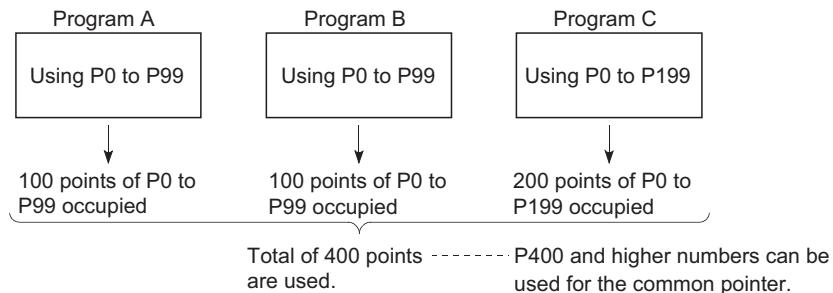 Program A
Program B
Program C
Using P0 to P99
Using P0 to P99
Using P0 to P199
100 points of P0 to
P99 occupied
100 points of P0 to
P99 occupied
200 points of P0 to
P199 occupied
Total of 400 points
are used.
P400 and higher numbers can be
used for the common pointer.